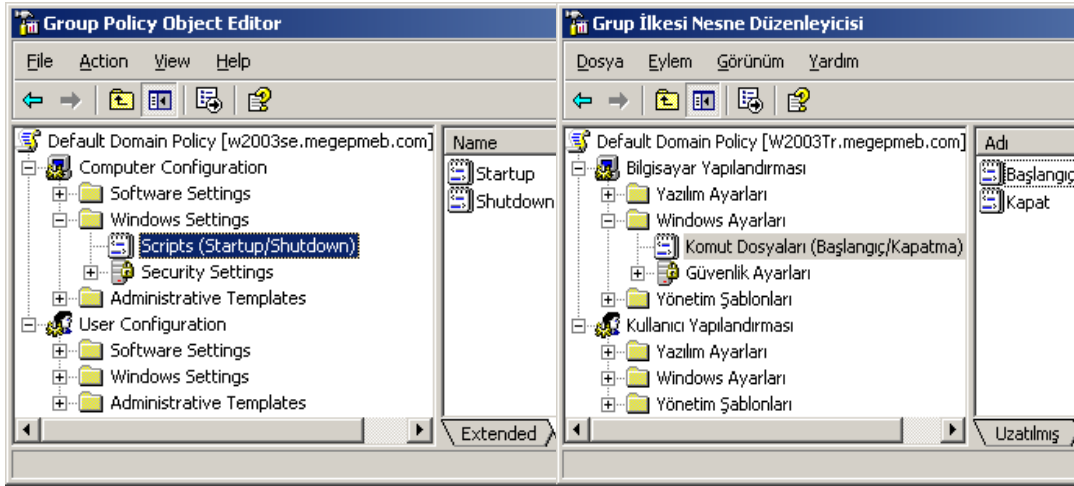 Group Policy Object Editor
File Action View Help
Default Domain Policy [w2003se.megepmeb.com]
Computer Configuration
Software Settings
Windows Settings
Scripts (Startup/Shutdown)
Security Settings
Administrative Templates
User Configuration
Software Settings
Windows Settings
Administrative Templates
Name
Startup
Shutdown
Extended
Grup İlkesi Nesne Düzenleyicisi
Dosya Eylem Görünüm Yardım
Default Domain Policy [W2003Tr.megepmeb.com]
Bilgisayar Yapılandırması
Yazılım Ayarları
Windows Ayarları
Komut Dosyaları (Başlangıç/Kapatma)
Güvenlik Ayarları
Yönetim Şablonları
Kullanıcı Yapılandırması
Yazılım Ayarları
Windows Ayarları
Yönetim Şablonları
Adı
Başlangıç
Kapat
Uzatılmış